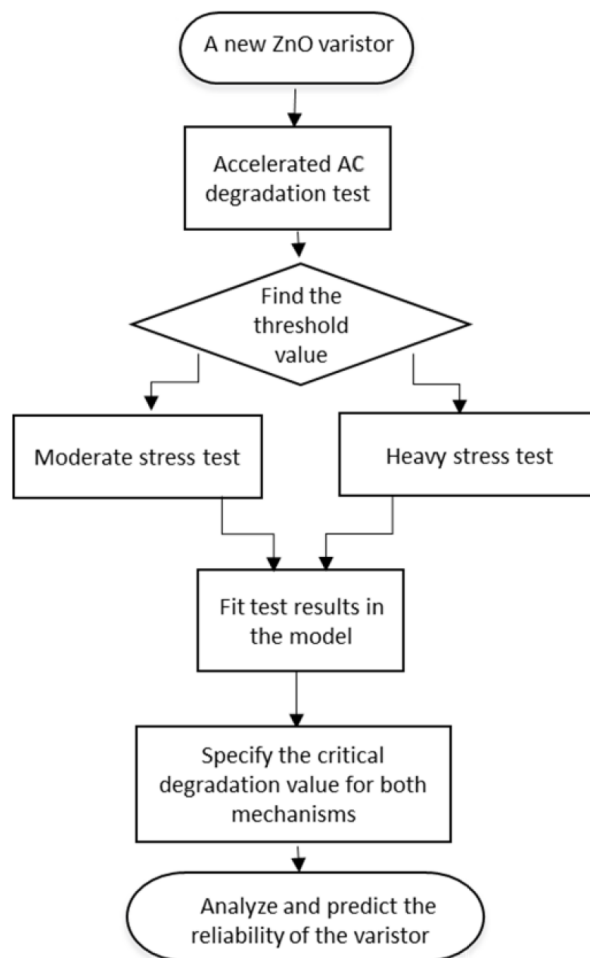 A new ZnO varistor
Accelerated AC
degradation test
Find the
threshold
value
Moderate stress test
Heavy stress test
Fit test results in
the model
Specify the critical
degradation value for both
mechanisms
Analyze and predict the
reliability of the varistor